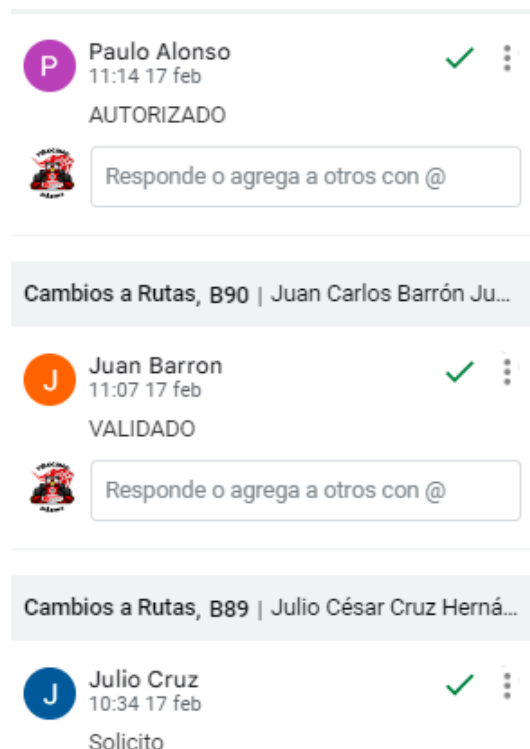 Paulo Alonso
11:14 17 feb
AUTORIZADO
Responde o agrega a otros con @
Cambios a Rutas, B90 | Juan Carlos Barrón Ju...
Juan Barron
11:07 17 feb
VALIDADO
Responde o agrega a otros con @
Cambios a Rutas, B89 | Julio César Cruz Herná...
Julio Cruz
10:34 17 feb
Solicito